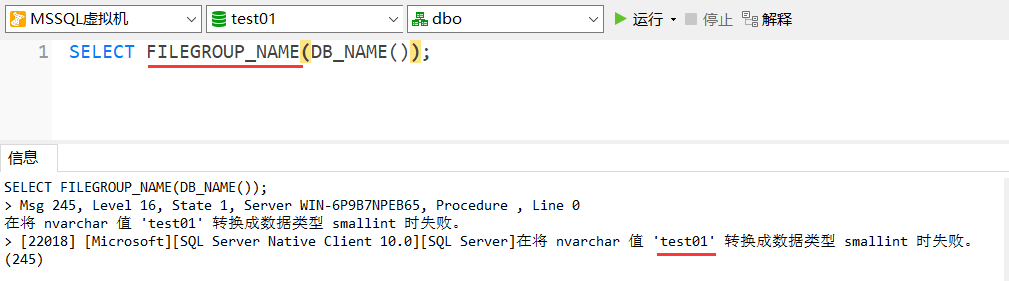 MSSQL虚拟机 test01 dbo 运行 停止 解释
1 SELECT FILEGROUP_NAME(DB_NAME());
信息
SELECT FILEGROUP_NAME(DB_NAME());
> Msg 245, Level 16, State 1, Server WIN-6P9B7NPEB65, Procedure , Line 0
在将 nvarchar 值 'test01' 转换成数据类型 smallint 时失败。
> [22018] [Microsoft][SQL Server Native Client 10.0][SQL Server]在将 nvarchar 值 'test01' 转换成数据类型 smallint 时失败。
(245)